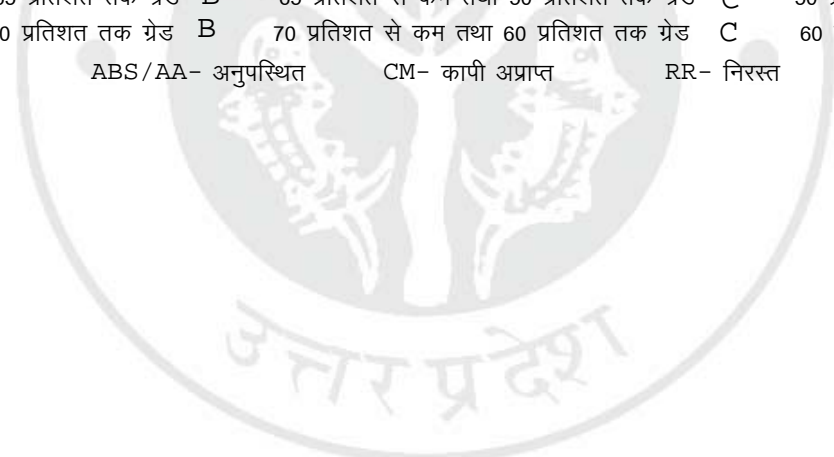 प्रतिशत तक ग्रेड B 65 प्रतिशत से कम तथा 50 प्रतिशत तक ग्रेड C
0 प्रतिशत तक ग्रेड B 70 प्रतिशत से कम तथा 60 प्रतिशत तक ग्रेड C 60
ABS/AA- अनुपस्थित CM- कापी अप्राप्त RR- निरस्त
उत्तर प्रदेश